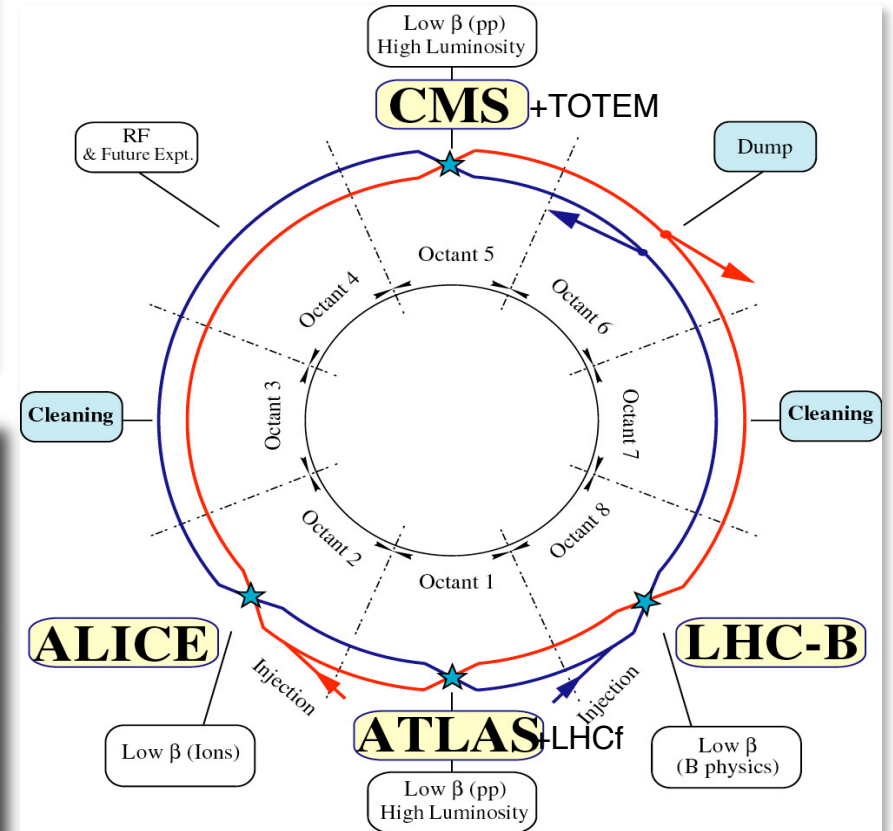 Low β (pp)
High Luminosity
CMS +TOTEM
RF
& Future Expt.
Dump
Octant 5
Octant 4
Octant 6
Cleaning
Octant 3
Octant 7
Cleaning
Octant 2
Octant 8
Octant 1
ALICE
LHC-B
Injection
Injection
ATLAS+LHCf
Low β (Ions)
Low β
(B physics)
Low β (pp)
High Luminosity